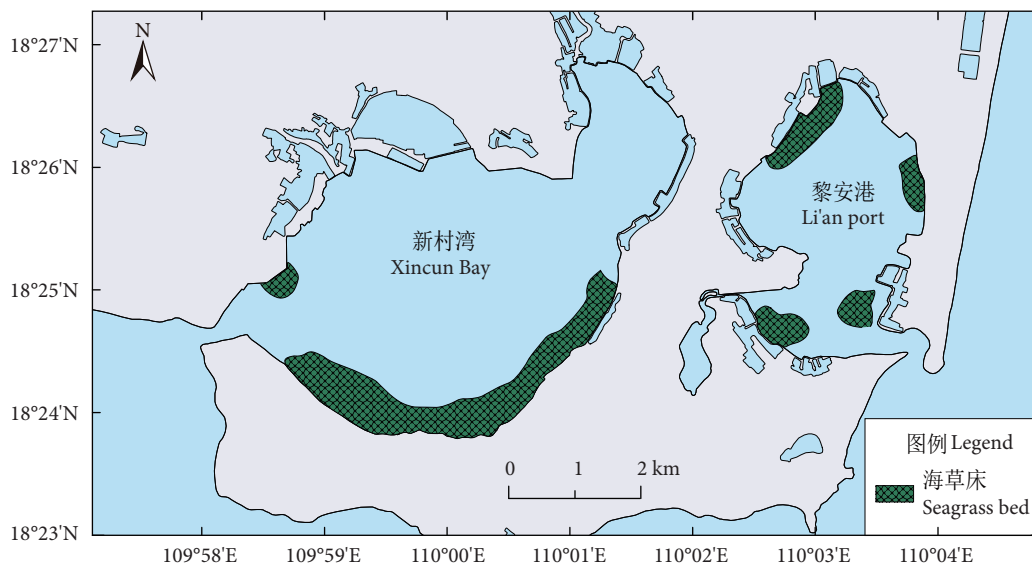 18°27'N
N
18°26'N
黎安港
Li'an port
新村湾
Xincun Bay
18°25'N
18°24'N
图例 Legend
0 1 2 km
海草床
Seagrass bed
18°23'N
109°58'E 109°59'E 110°00'E 110°01'E 110°02'E 110°03'E 110°04'E